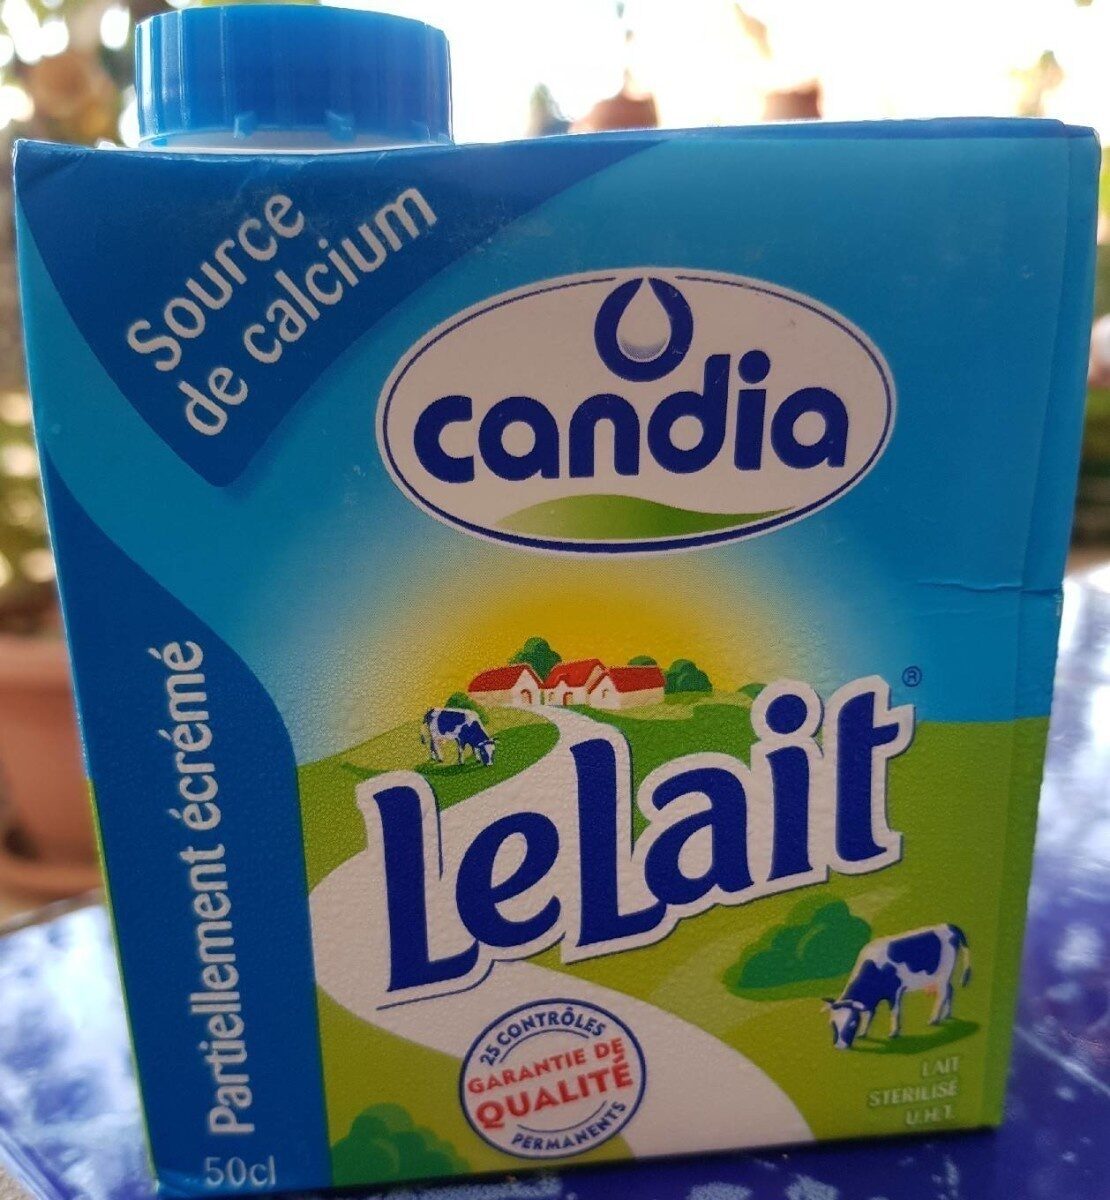 Source
de calcium
candia
LeLait®
Partiellement écrémé
50cl
25 CONTRÔLES
GARANTIE DE
QUALITÉ
PERMANENTS
LAIT
STERILISÉ
U.H.T.